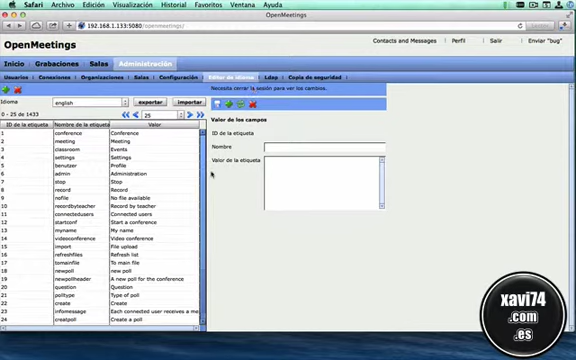 Safari Archivo Edición Visualización Historial Favoritos Ventana Ayuda
OpenMeetings
192.168.1.133:5080/openmeetings/
OpenMeetings
Contacts and Messages Perfil Salir Enviar "bug"
Inicio Grabaciones Salas Administración
Usuarios Conexiones Organizaciones Salas Configuración Editor de idioma Ldap Copia de seguridad
Necesita cerrar la sesión para ver los cambios.
Idioma english exportar importar
0 - 25 de 1433 25
ID de la etiqueta Nombre de la etiqueta Valor
1 conference Conference
2 meeting Meeting
3 classroom Events
4 settings Settings
5 benutzer Profile
6 admin Administration
7 stop Stop
8 record Record
9 nofile No file available
10 recordbyteacher Record by teacher
11 connectedusers Connected users
12 startconf Start a conference
13 myname My name
14 videoconference Video conference
15 import File upload
16 refreshfiles Refresh list
17 tomainfile To main file
18 newpoll new poll
19 newpollheader A new poll for the conference
20 question Question
21 polltype Type of poll
22 create Create
23 infomessage Each connected user receives a me
24 creatpoll Create a poll
Valor de los campos
ID de la etiqueta
Nombre
Valor de la etiqueta
xavi74
.com
.es